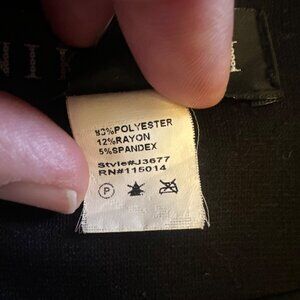 83%POLYESTER
12%RAYON
5%SPANDEX
Style#J3677
RN#115014
P